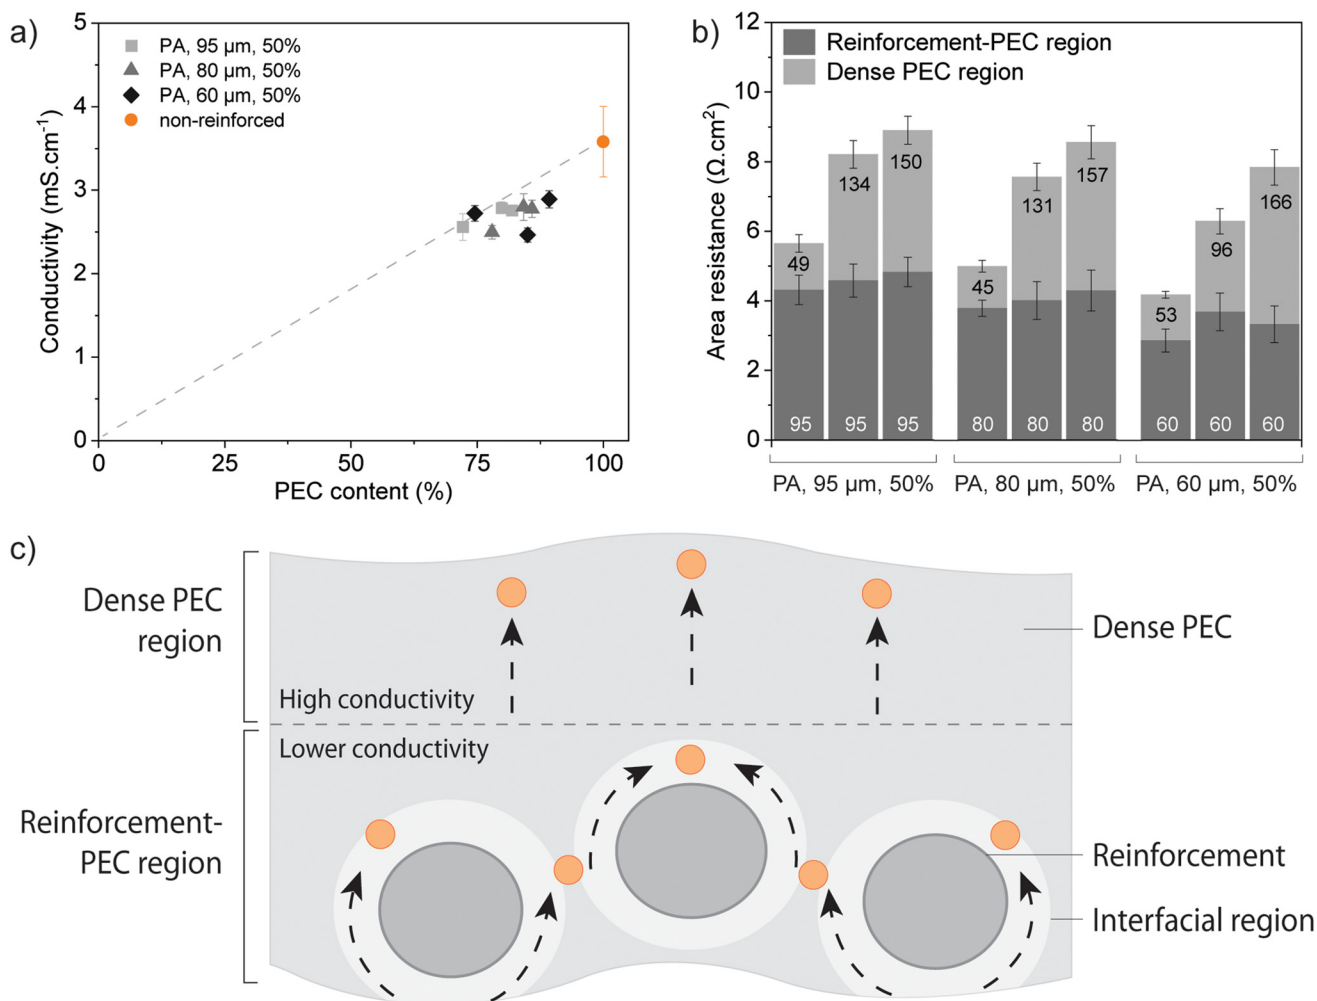 a)
5
4
3
2
1
0
Conductivity (mS.cm⁻¹)
PA, 95 µm, 50%
PA, 80 µm, 50%
PA, 60 µm, 50%
non-reinforced
0
25
50
75
100
PEC content (%)
b)
12
10
8
6
4
2
0
Area resistance (Ω.cm²)
Reinforcement-PEC region
Dense PEC region
49
134
150
45
131
157
53
96
166
95
95
95
80
80
80
60
60
60
PA, 95 µm, 50%
PA, 80 µm, 50%
PA, 60 µm, 50%
c)
Dense PEC
region
High conductivity
Dense PEC
Lower conductivity
Reinforcement-
PEC region
Reinforcement
Interfacial region